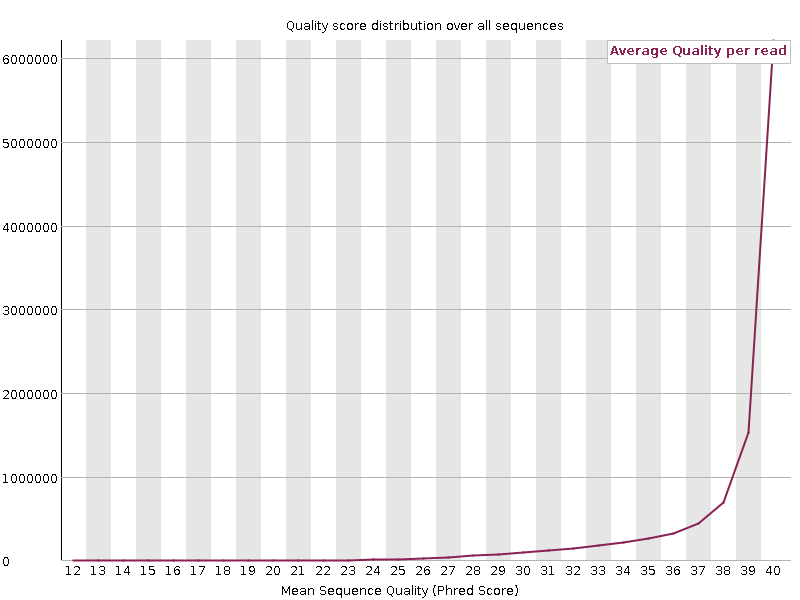 Quality score distribution over all sequences
Average Quality per read
6000000
5000000
4000000
3000000
2000000
1000000
0
12 13 14 15 16 17 18 19 20 21 22 23 24 25 26 27 28 29 30 31 32 33 34 35 36 37 38 39 40
Mean Sequence Quality (Phred Score)